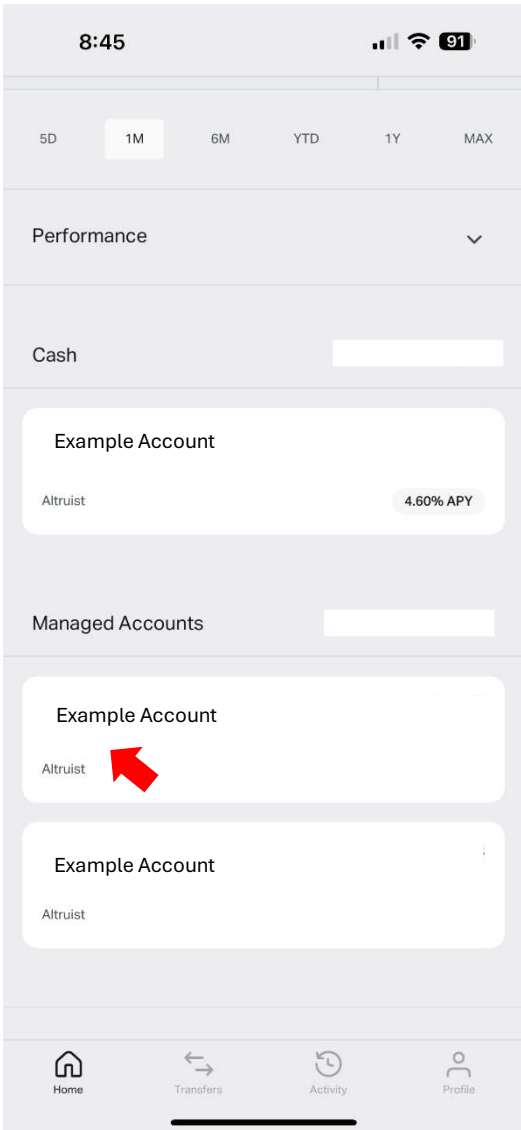 8:45
91
5D 1M 6M YTD 1Y MAX
Performance
Cash
Example Account
Altruist 4.60% APY
Managed Accounts
Example Account
Altruist
Example Account
Altruist
Home Transfers Activity Profile